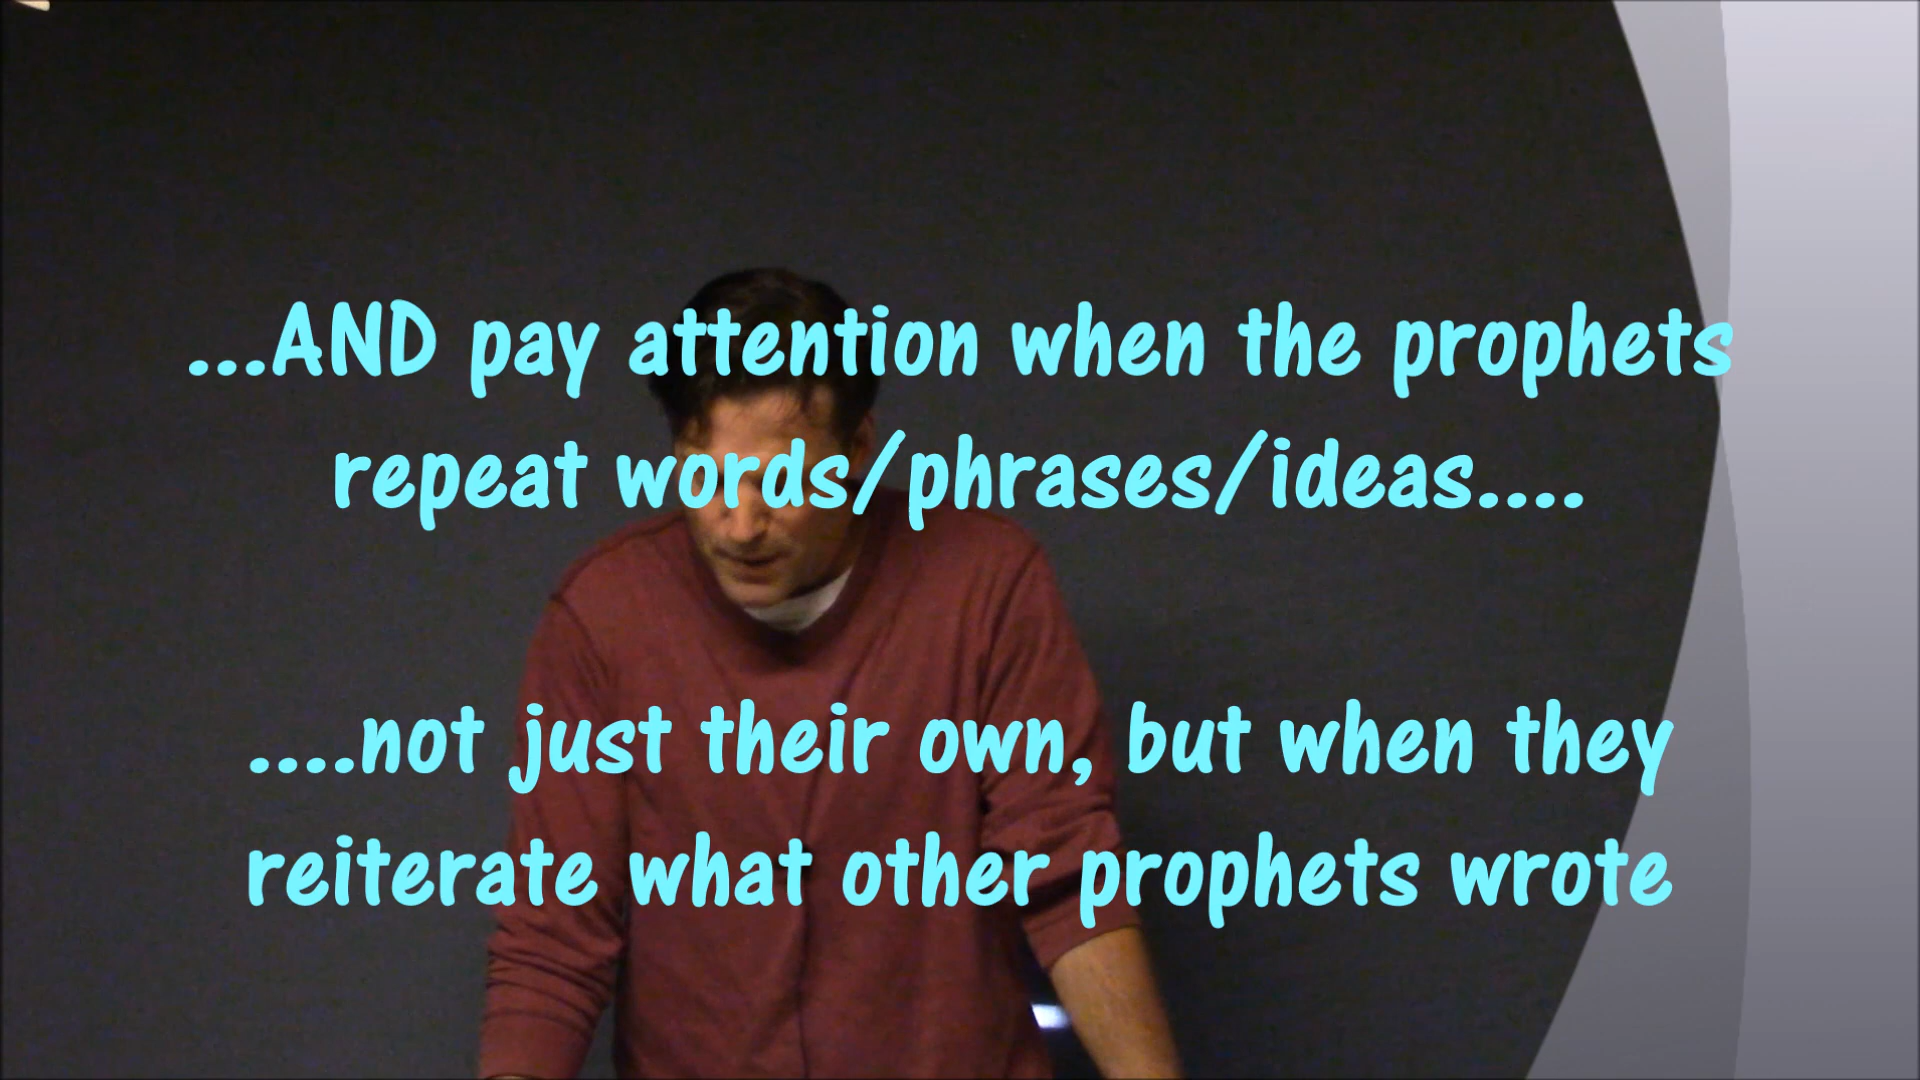 ...AND pay attention when the prophets
repeat words/phrases/ideas....
....not just their own, but when they
reiterate what other prophets wrote